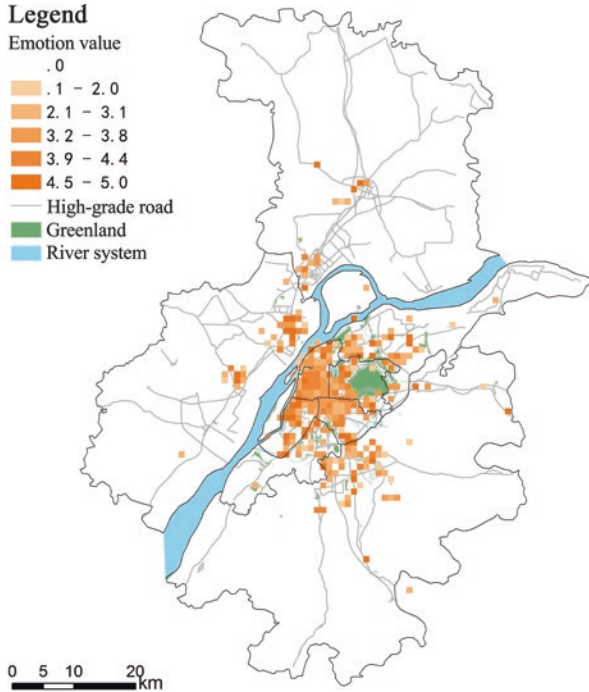 Legend
Emotion value
.0
.1 - 2.0
2.1 - 3.1
3.2 - 3.8
3.9 - 4.4
4.5 - 5.0
High-grade road
Greenland
River system
0 5 10 20
km